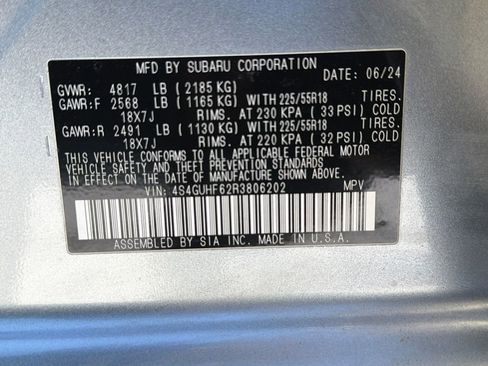 MFD BY SUBARU CORPORATION
DATE: 06/24
GVWR: 4817 LB ( 2185 KG)
GAWR: F 2568 LB ( 1165 KG) WITH 225/55R18 TIRES.
18X7J RIMS. AT 230 KPA ( 33 PSI) COLD
GAWR: R 2491 LB ( 1130 KG) WITH 225/55R18 TIRES.
18X7J RIMS. AT 220 KPA ( 32 PSI) COLD
THIS VEHICLE CONFORMS TO ALL APPLICABLE FEDERAL MOTOR
VEHICLE SAFETY AND THEFT PREVENTION STANDARDS
IN EFFECT ON THE DATE OF MANUFACTURE SHOWN ABOVE.
VIN: 4S4GUHF62R3806202 MPV
ASSEMBLED BY SIA INC. MADE IN U.S.A.